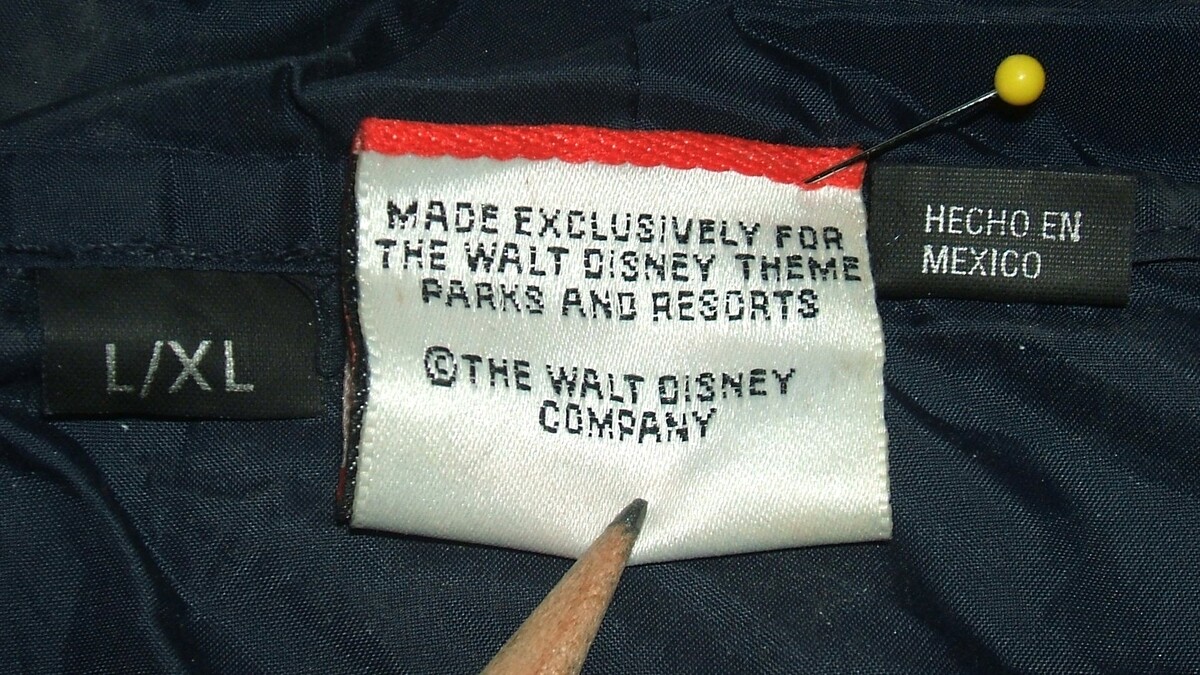 L/XL
MADE EXCLUSIVELY FOR
THE WALT DISNEY THEME
PARKS AND RESORTS
©THE WALT DISNEY
COMPANY
HECHO EN
MEXICO